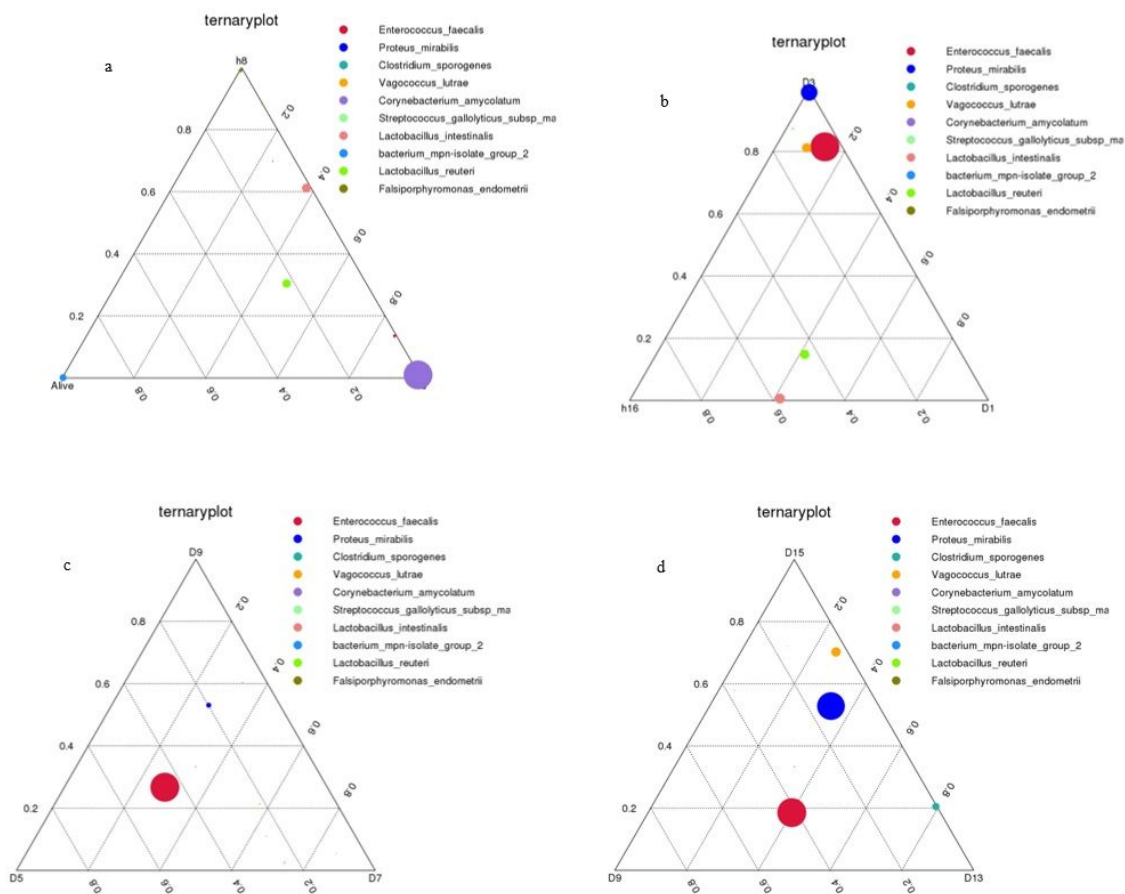 ternaryplot
a
h8
0.8
0.6
0.4
0.2
0.2
0.4
0.6
0.8
Alive
0.8
0.6
0.4
0.2
Enterococcus_faecalis
Proteus_mirabilis
Clostridium_sporogenes
Vagococcus_lutrae
Corynebacterium_amycolatum
Streptococcus_gallolyticus_subsp_ma
Lactobacillus_intestinalis
bacterium_mpn-isolate_group_2
Lactobacillus_reuteri
Falsiporphyromonas_endometrii
ternaryplot
b
D3
0.8
0.6
0.4
0.2
0.2
0.4
0.6
0.8
h16
0.8
0.6
0.4
0.2
D1
Enterococcus_faecalis
Proteus_mirabilis
Clostridium_sporogenes
Vagococcus_lutrae
Corynebacterium_amycolatum
Streptococcus_gallolyticus_subsp_ma
Lactobacillus_intestinalis
bacterium_mpn-isolate_group_2
Lactobacillus_reuteri
Falsiporphyromonas_endometrii
ternaryplot
c
D9
0.8
0.6
0.4
0.2
0.2
0.4
0.6
0.8
D5
0.8
0.6
0.4
0.2
D7
Enterococcus_faecalis
Proteus_mirabilis
Clostridium_sporogenes
Vagococcus_lutrae
Corynebacterium_amycolatum
Streptococcus_gallolyticus_subsp_ma
Lactobacillus_intestinalis
bacterium_mpn-isolate_group_2
Lactobacillus_reuteri
Falsiporphyromonas_endometrii
ternaryplot
d
D15
0.8
0.6
0.4
0.2
0.2
0.4
0.6
0.8
D9
0.8
0.6
0.4
0.2
D13
Enterococcus_faecalis
Proteus_mirabilis
Clostridium_sporogenes
Vagococcus_lutrae
Corynebacterium_amycolatum
Streptococcus_gallolyticus_subsp_ma
Lactobacillus_intestinalis
bacterium_mpn-isolate_group_2
Lactobacillus_reuteri
Falsiporphyromonas_endometrii